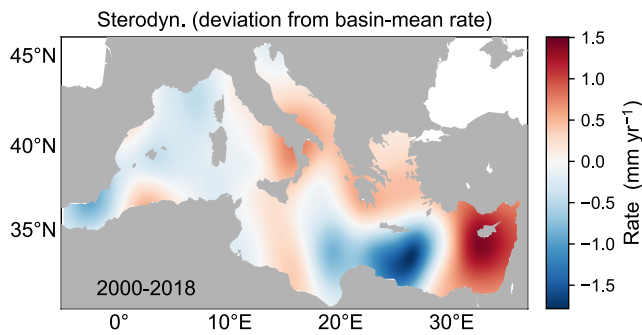 Sterodyn. (deviation from basin-mean rate)
45°N
40°N
35°N
2000-2018
0°
10°E
20°E
30°E
1.5
1.0
0.5
0.0
−0.5
−1.0
−1.5
Rate (mm yr⁻¹)